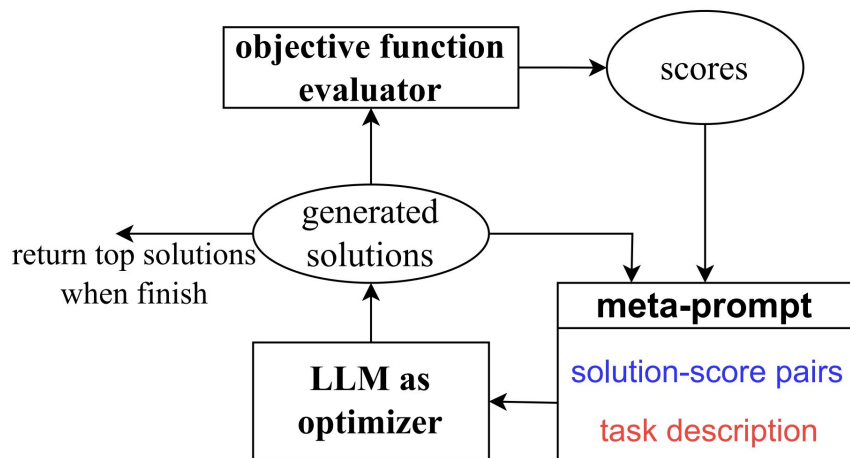 objective function
evaluator
scores
generated
solutions
return top solutions
when finish
meta-prompt
solution-score pairs
task description
LLM as
optimizer